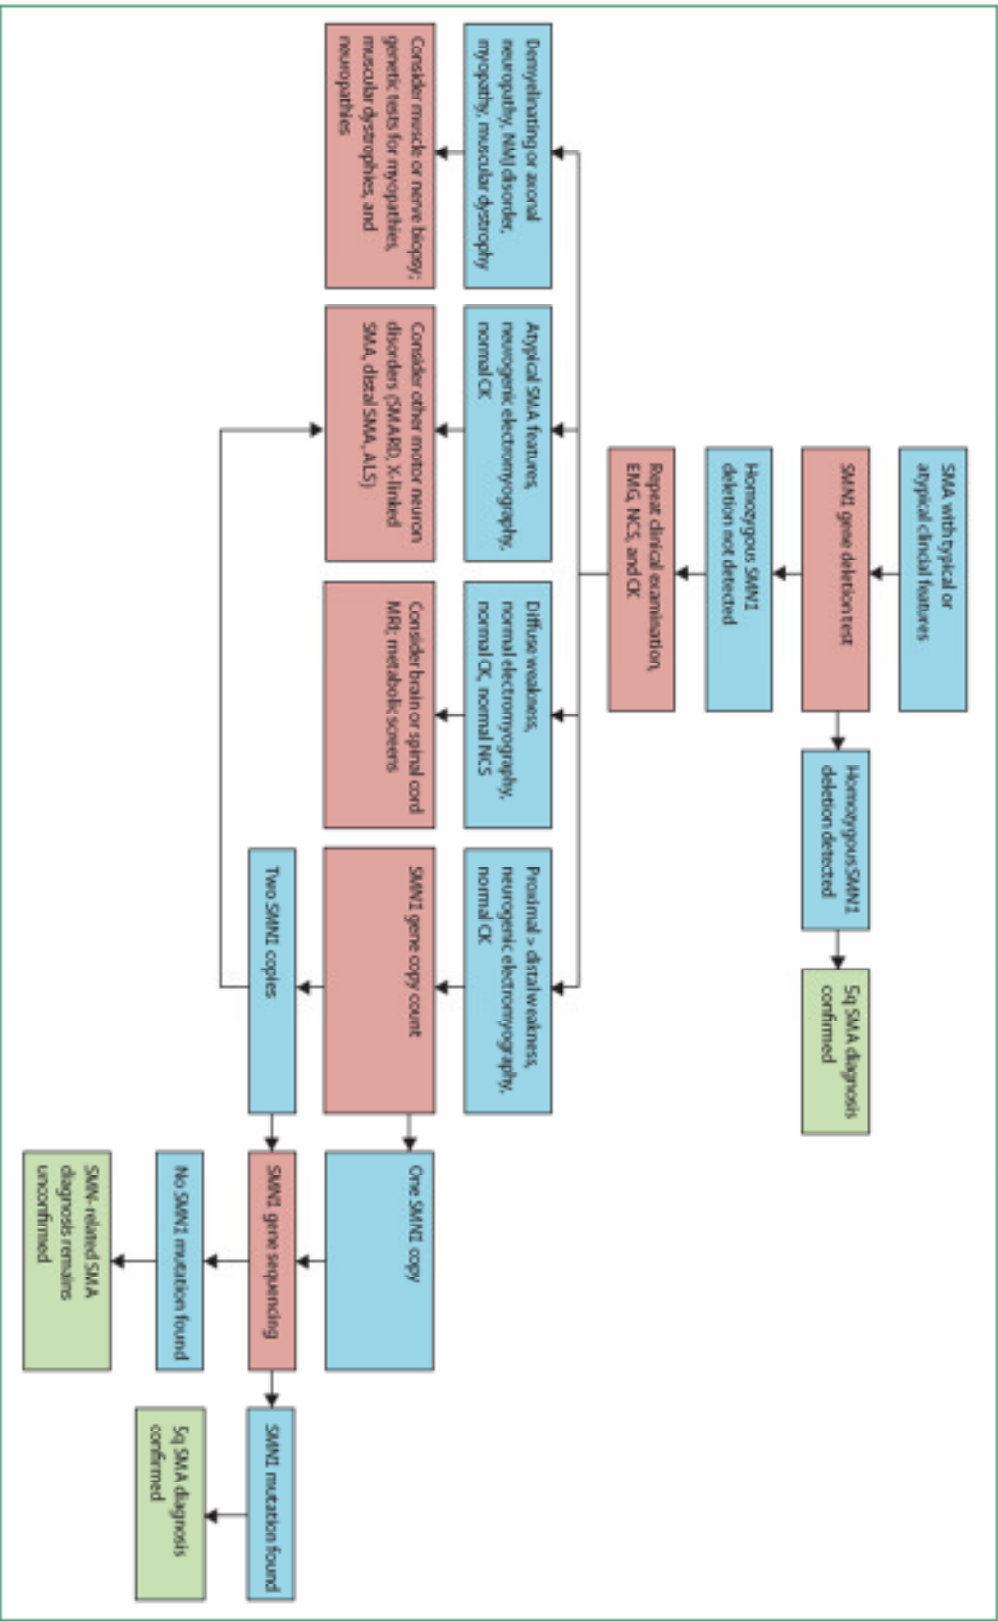 SMA with typical or
atypical clincial features
SMN1 gene deletion test
Homozygous SMN1
deletion detected
5q SMA diagnosis
confirmed
Homozygous SMN1
deletion not detected
Repeat clinical examination,
EMG, NCS, and CK
Demyelinating or axonal
neuropathy, NMJ disorder,
myopathy, muscular dystrophy
Atypical SMA features,
neurogenic electromyography,
normal CK
Diffuse weakness,
normal electromyography,
normal CK, normal NCS
Proximal > distal weakness,
neurogenic electromyography,
normal CK
Consider muscle or nerve biopsy;
genetic tests for myopathies,
muscular dystrophies, and
neuropathies
Consider other motor neuron
disorders (SMARD, X-linked
SMA, distal SMA, ALS)
Consider brain or spinal cord
MRI; metabolic screens
SMN1 gene copy count
One SMN1 copy
Two SMN1 copies
SMN1 gene sequencing
SMN1 mutation found
No SMN1 mutation found
5q SMA diagnosis
confirmed
SMN-related SMA
diagnosis remains
unconfirmed